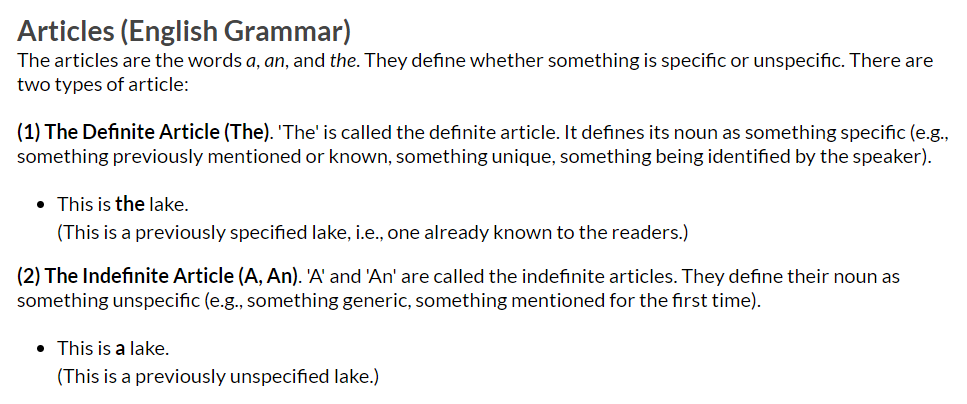 Articles (English Grammar)
The articles are the words a, an, and the. They define whether something is specific or unspecific. There are
two types of article:
(1) The Definite Article (The). 'The' is called the definite article. It defines its noun as something specific (e.g.,
something previously mentioned or known, something unique, something being identified by the speaker).
• This is the lake.
(This is a previously specified lake, i.e., one already known to the readers.)
(2) The Indefinite Article (A, An). 'A' and 'An' are called the indefinite articles. They define their noun as
something unspecific (e.g., something generic, something mentioned for the first time).
• This is a lake.
(This is a previously unspecified lake.)